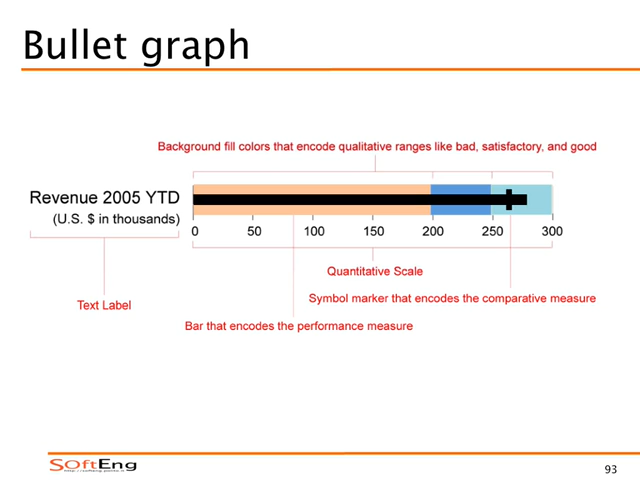 Bullet graph
Background fill colors that encode qualitative ranges like bad, satisfactory, and good
Revenue 2005 YTD
(U.S. $ in thousands)
0 50 100 150 200 250 300
Quantitative Scale
Symbol marker that encodes the comparative measure
Text Label
Bar that encodes the performance measure
SOftEng
93